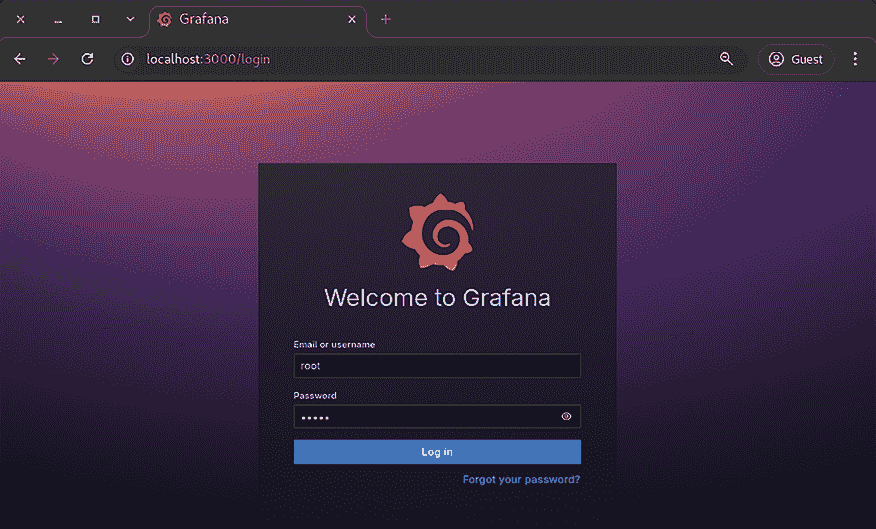 Grafana
localhost:3000/login
Guest
Welcome to Grafana
Email or username
root
Password
•••••
Log in
Forgot your password?